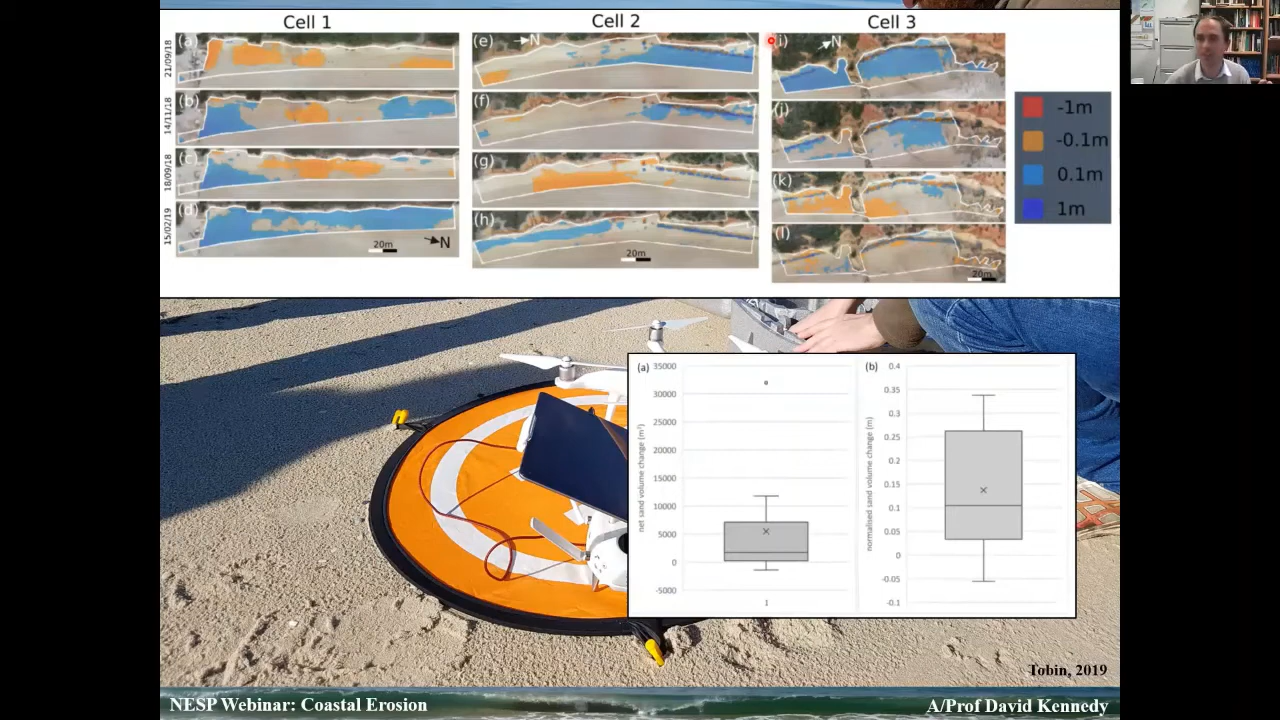 Cell 1
Cell 2
Cell 3
21/09/18
14/11/18
18/09/18
15/02/19
(a)
(b)
(c)
(d)
20m
N
(e)
N
(f)
(g)
(h)
20m
(i)
N
(j)
(k)
(l)
20m
-1m
-0.1m
0.1m
1m
(a)
35000
30000
25000
20000
15000
10000
5000
0
-5000
1
net sand volume change (m³)
(b)
0.4
0.35
0.3
0.25
0.2
0.15
0.1
0.05
0
-0.05
-0.1
normalised sand volume change (m)
Tobin, 2019
NESP Webinar: Coastal Erosion
A/Prof David Kennedy